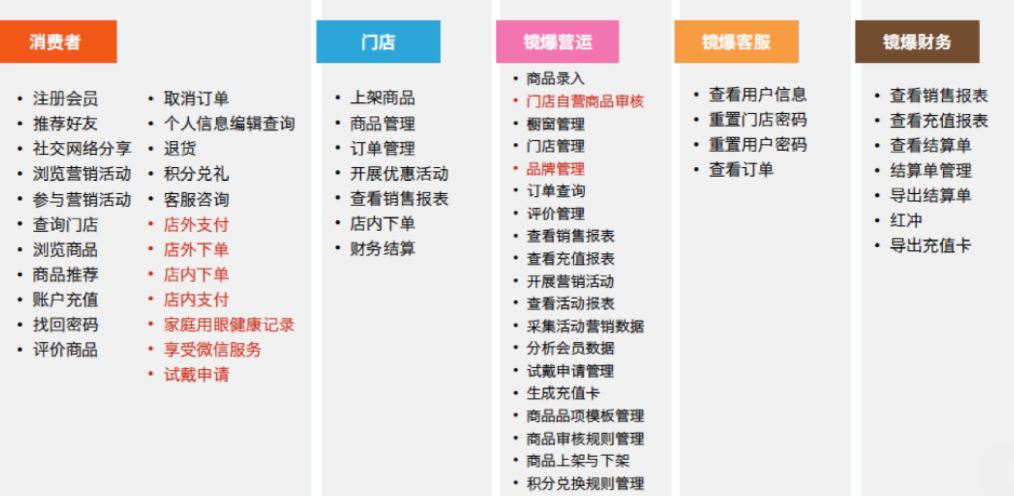 消费者
注册会员
推荐好友
社交网络分享
浏览营销活动
参与营销活动
查询门店
浏览商品
商品推荐
账户充值
找回密码
评价商品
取消订单
个人信息编辑查询
退货
积分兑礼
客服咨询
店外支付
店外下单
店内下单
店内支付
家庭用眼健康记录
享受微信服务
试戴申请
门店
上架商品
商品管理
订单管理
开展优惠活动
查看销售报表
店内下单
财务结算
镜爆营运
商品录入
门店自营商品审核
橱窗管理
门店管理
品牌管理
订单查询
评价管理
查看销售报表
查看充值报表
开展营销活动
查看活动报表
采集活动营销数据
分析会员数据
试戴申请管理
生成充值卡
商品品项模板管理
商品审核规则管理
商品上架与下架
积分兑换规则管理
镜爆客服
查看用户信息
重置门店密码
重置用户密码
查看订单
镜爆财务
查看销售报表
查看充值报表
查看结算单
结算单管理
导出结算单
红冲
导出充值卡